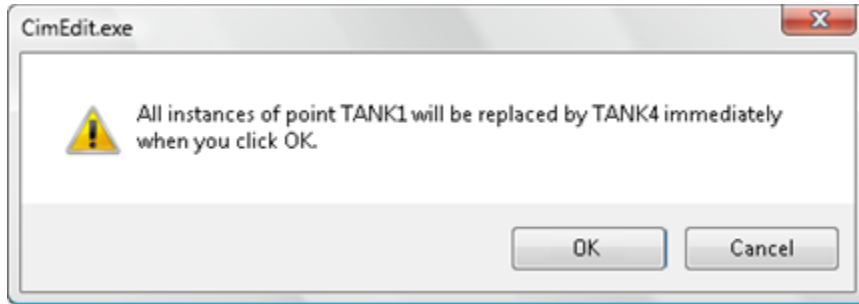 CimEdit.exe
All instances of point TANK1 will be replaced by TANK4 immediately
when you click OK.
OK Cancel